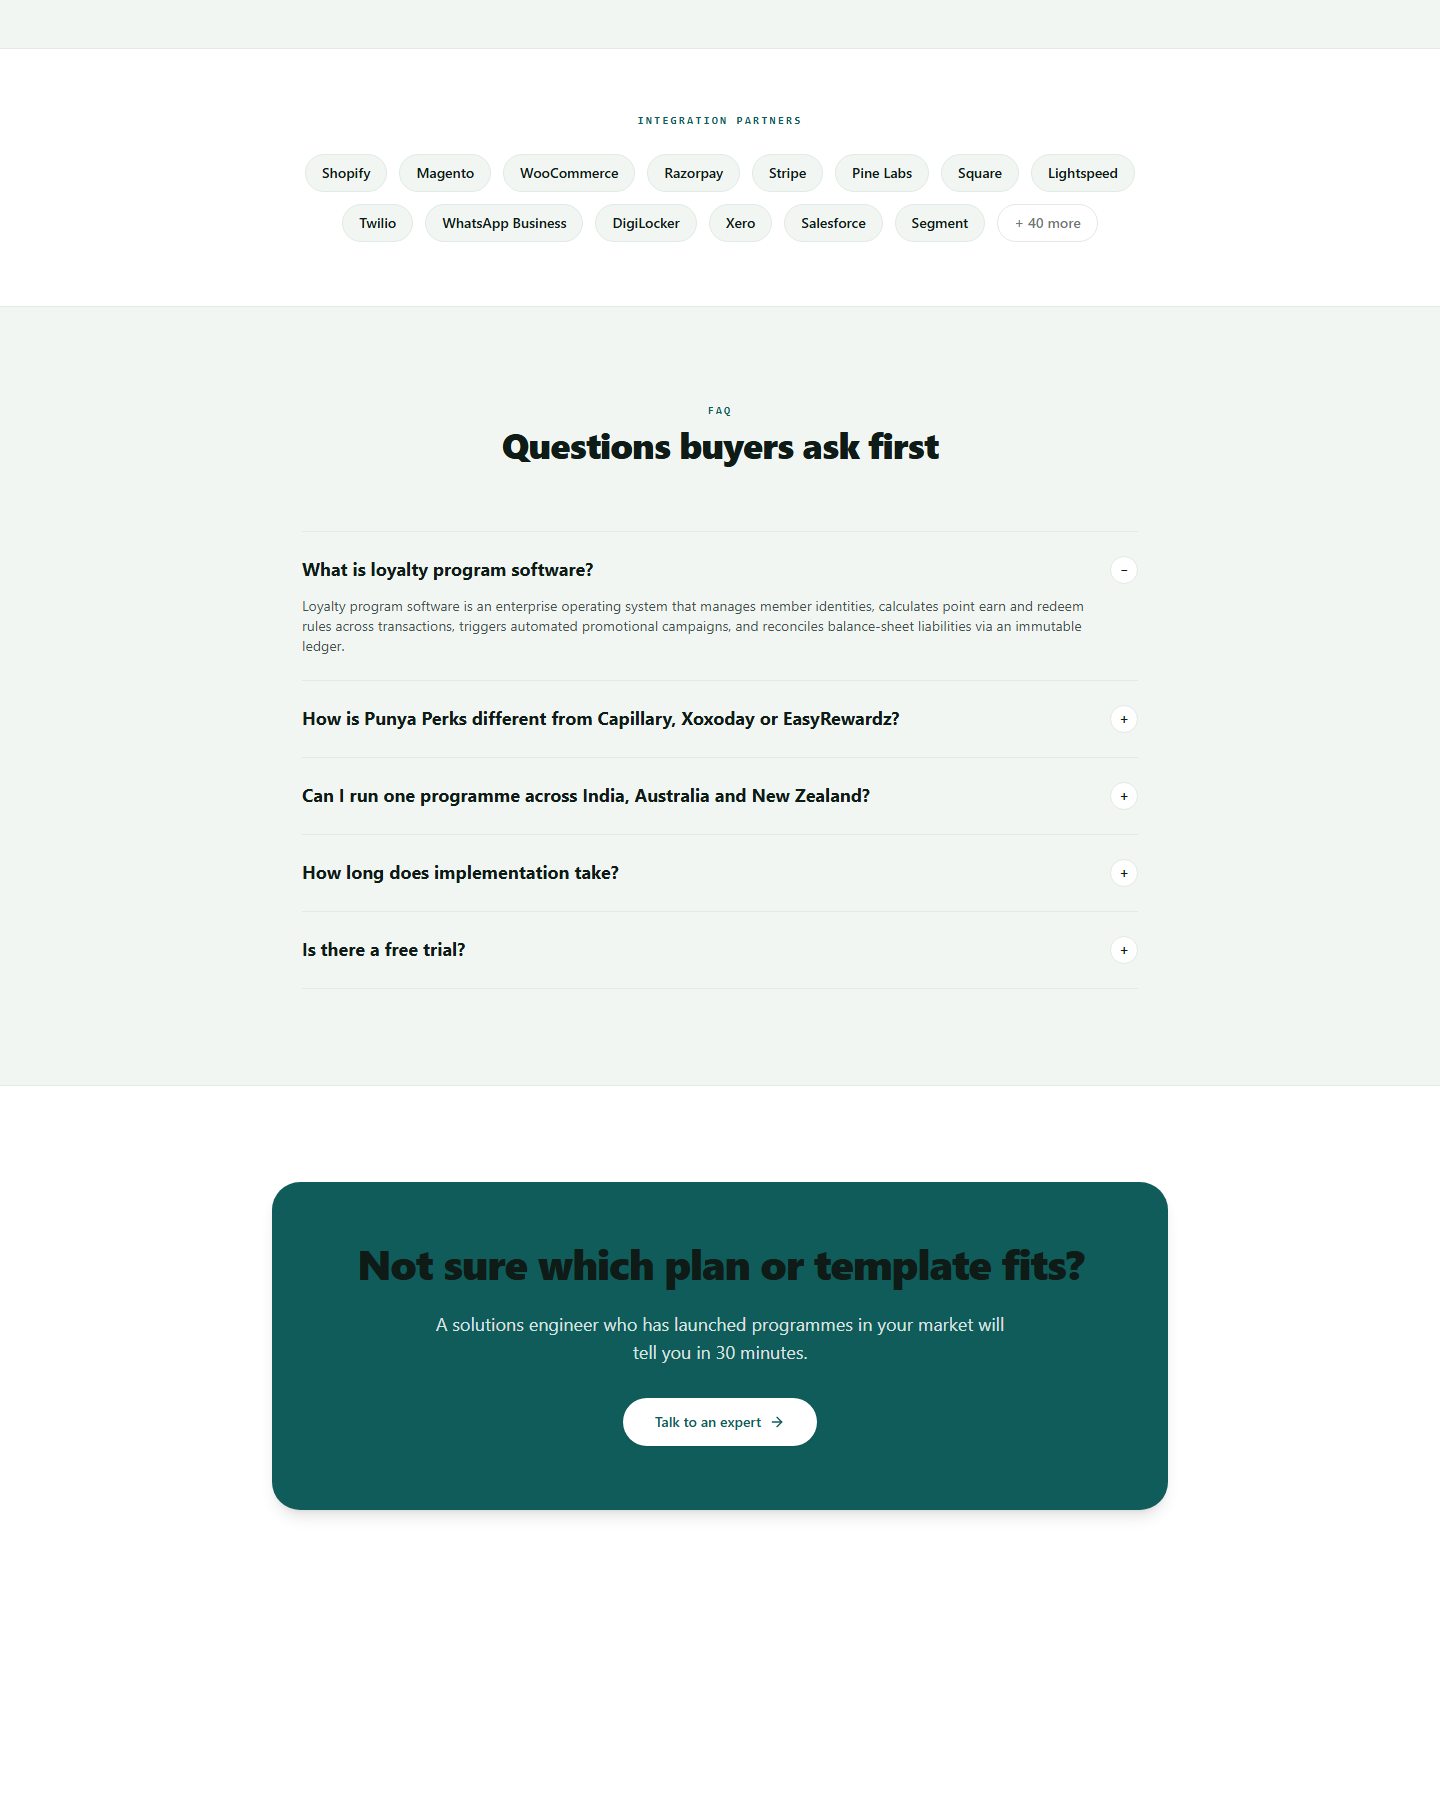 INTEGRATION PARTNERS
Shopify Magento WooCommerce Razorpay Stripe Pine Labs Square Lightspeed
Twilio WhatsApp Business DigiLocker Xero Salesforce Segment + 40 more
FAQ
Questions buyers ask first
What is loyalty program software? −
Loyalty program software is an enterprise operating system that manages member identities, calculates point earn and redeem
rules across transactions, triggers automated promotional campaigns, and reconciles balance-sheet liabilities via an immutable
ledger.
How is Punya Perks different from Capillary, Xoxoday or EasyRewardz? +
Can I run one programme across India, Australia and New Zealand? +
How long does implementation take? +
Is there a free trial? +
Not sure which plan or template fits?
A solutions engineer who has launched programmes in your market will
tell you in 30 minutes.
Talk to an expert →